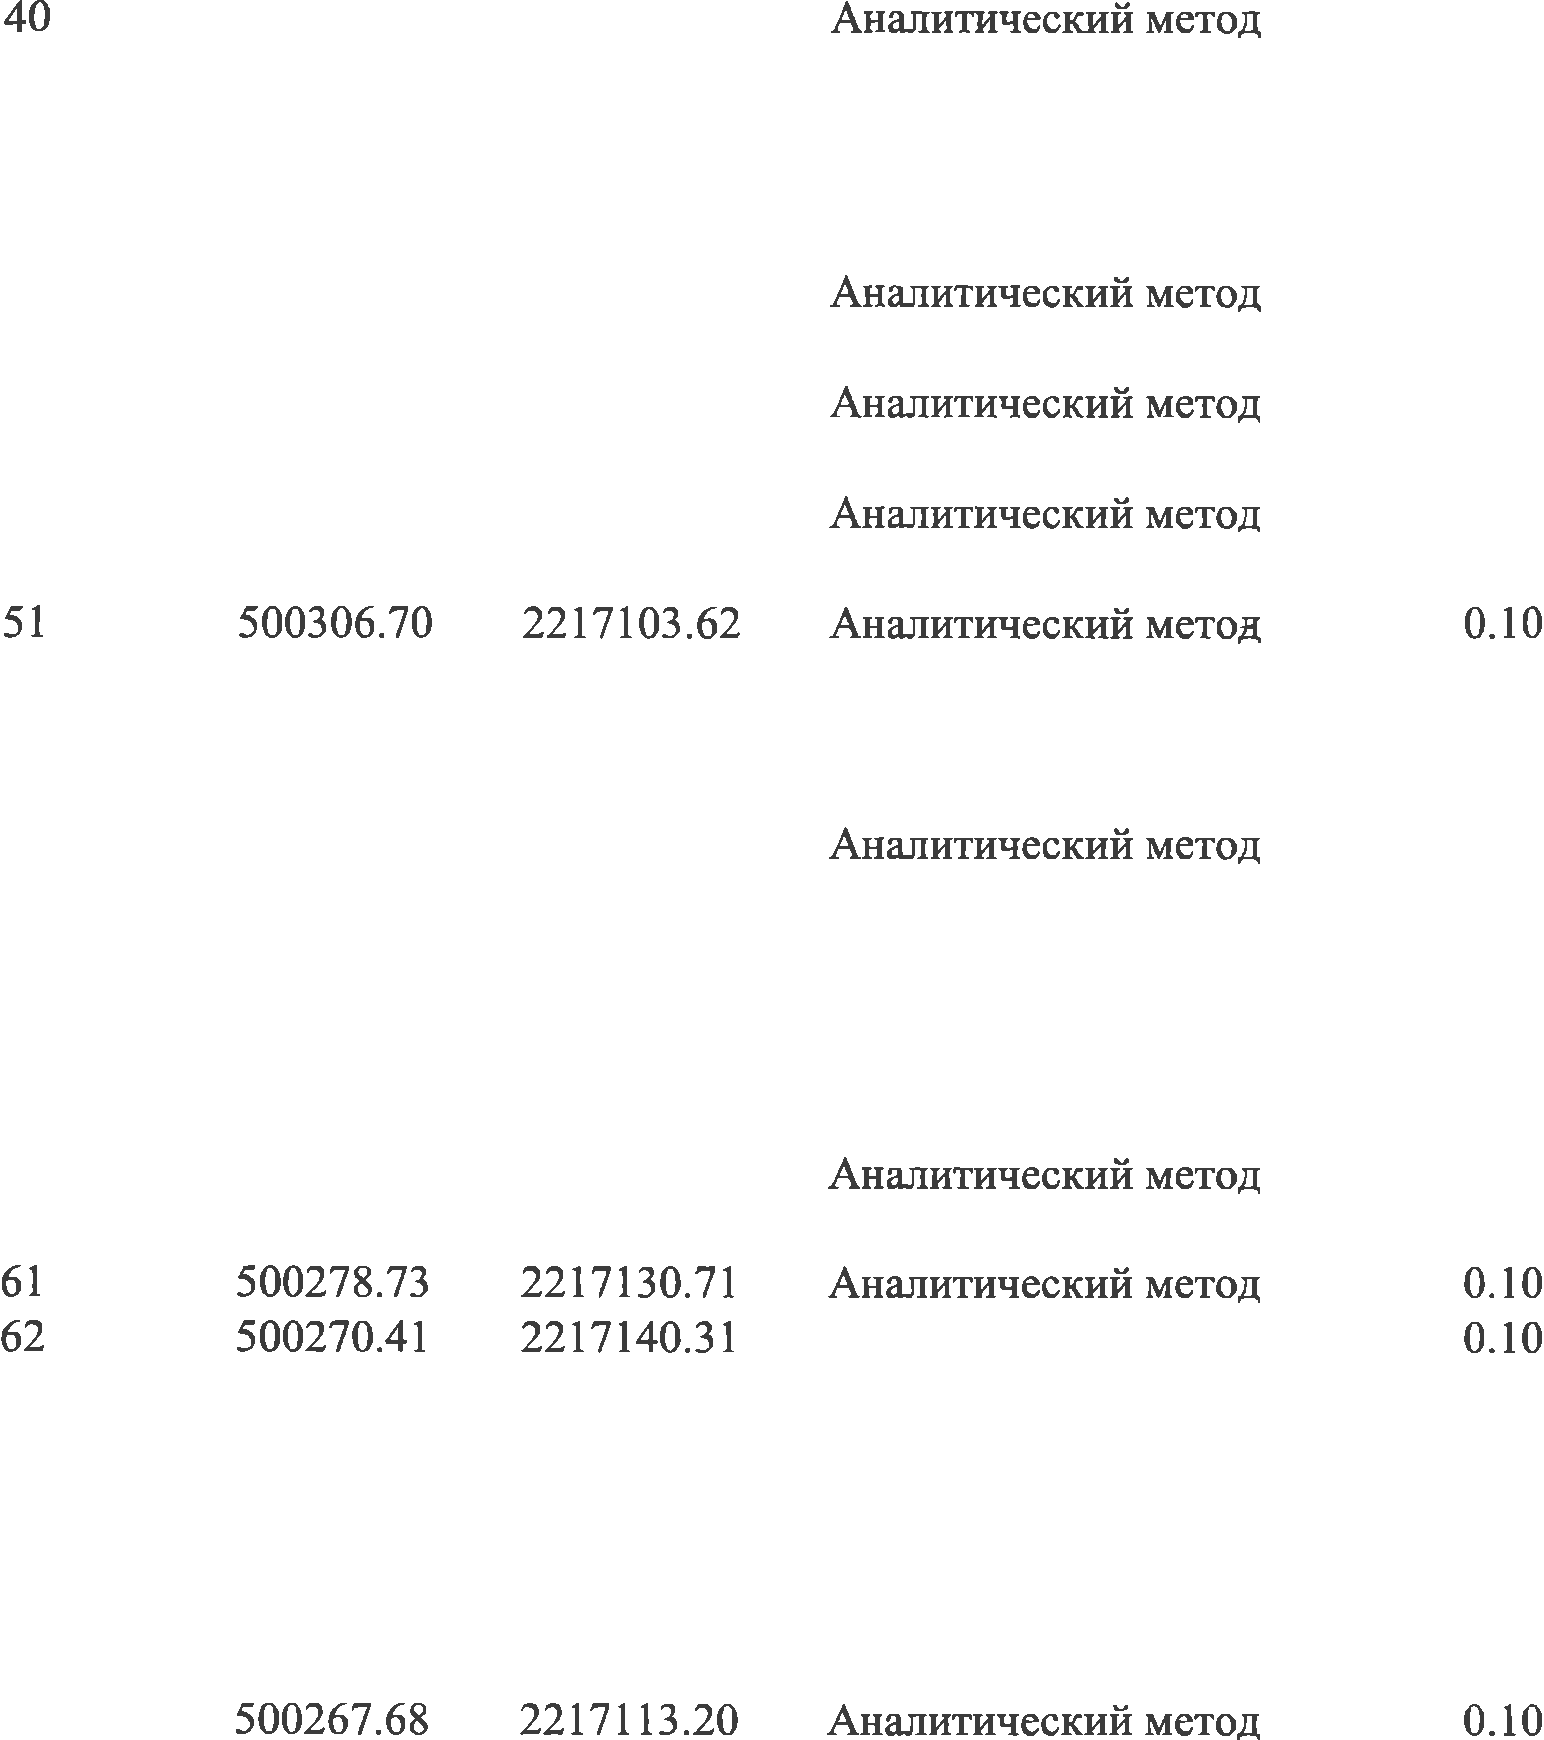 40 Аналитический метод
Аналитический метод
Аналитический метод
Аналитический метод
51 500306.70 2217103.62 Аналитический метод 0.10
Аналитический метод
Аналитический метод
61 500278.73 2217130.71 Аналитический метод 0.10
62 500270.41 2217140.31 0.10
500267.68 2217113.20 Аналитический метод 0.10